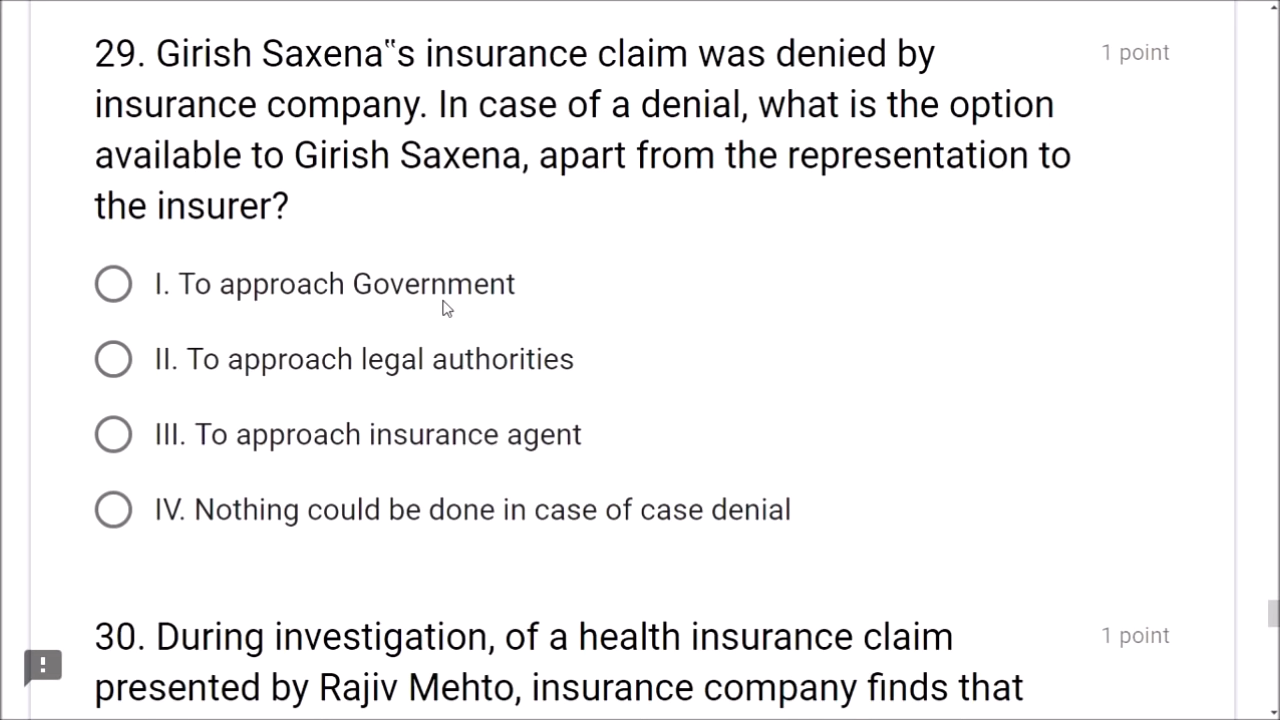 29. Girish Saxena‟s insurance claim was denied by
1 point
insurance company. In case of a denial, what is the option
available to Girish Saxena, apart from the representation to
the insurer?
I. To approach Government
II. To approach legal authorities
III. To approach insurance agent
IV. Nothing could be done in case of case denial
30. During investigation, of a health insurance claim
1 point
presented by Rajiv Mehto, insurance company finds that